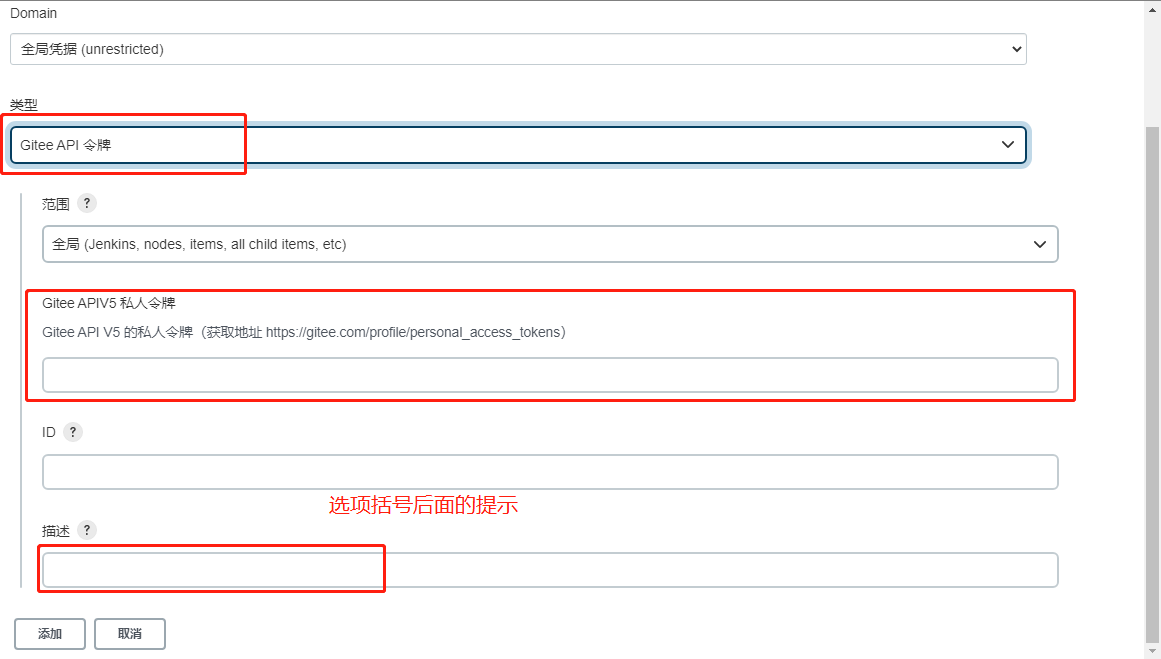 Domain
全局凭据 (unrestricted)
类型
Gitee API 令牌
范围 ?
全局 (Jenkins, nodes, items, all child items, etc)
Gitee APIV5 私人令牌
Gitee API V5 的私人令牌（获取地址 https://gitee.com/profile/personal_access_tokens）
ID ?
选项括号后面的提示
描述 ?
添加 取消